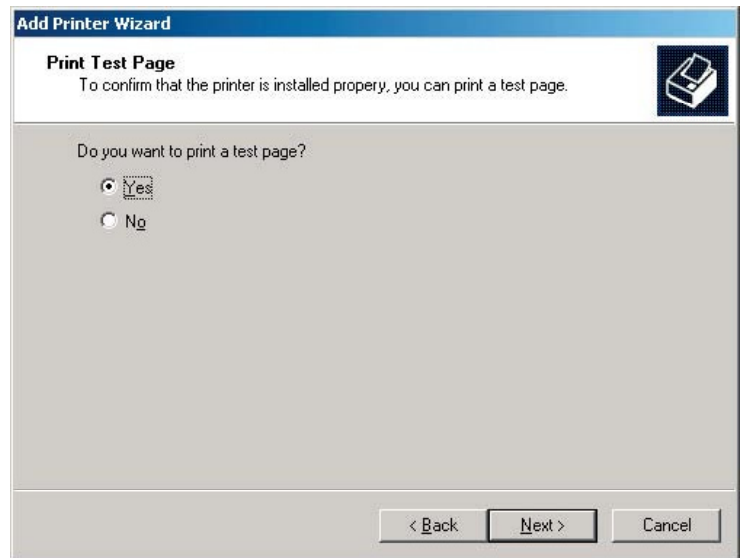 Add Printer Wizard
Print Test Page
To confirm that the printer is installed propery, you can print a test page.
Do you want to print a test page?
Yes
No
< Back Next > Cancel